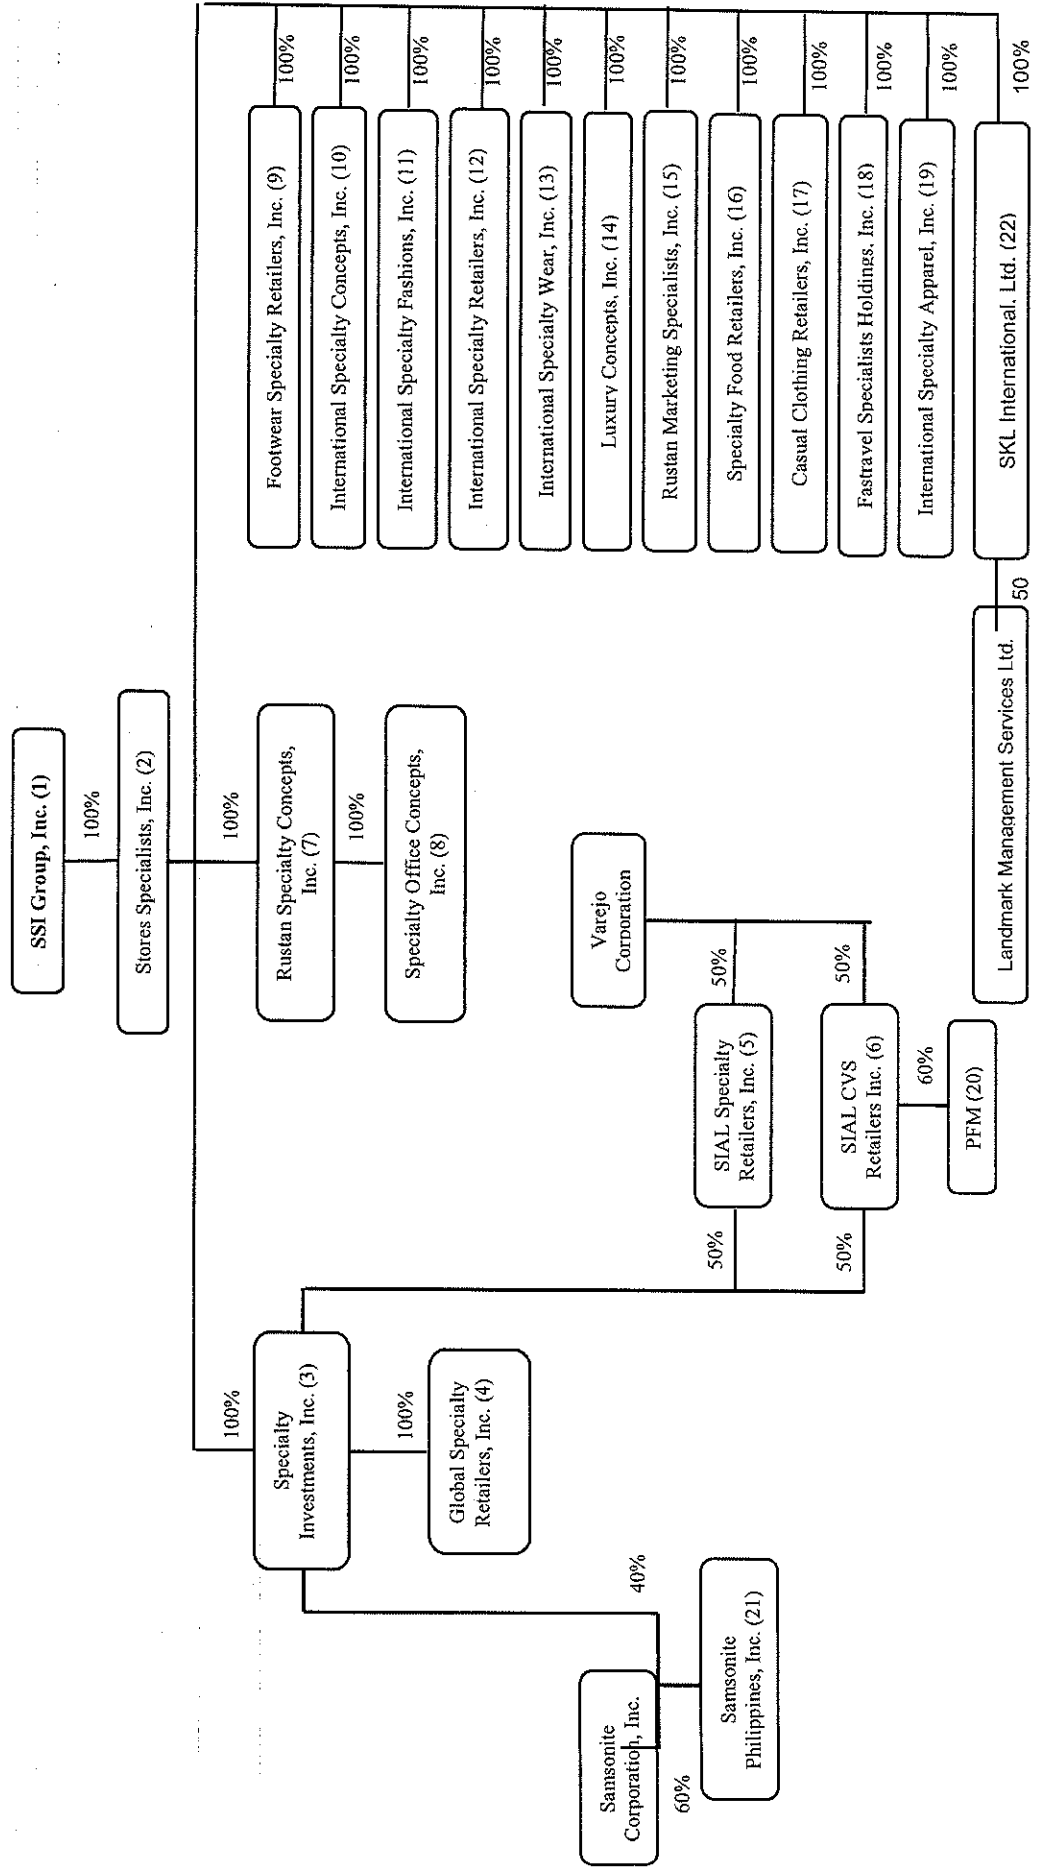 SSI Group, Inc. (1)
100%
Stores Specialists, Inc. (2)
100%
Specialty
Investments, Inc. (3)
100%
Global Specialty
Retailers, Inc. (4)
40%
Samsonite
Corporation, Inc.
60%
Samsonite
Philippines, Inc. (21)
100%
Rustan Specialty Concepts,
Inc. (7)
100%
Specialty Office Concepts,
Inc. (8)
Varejo
Corporation
50%
SIAL Specialty
Retailers, Inc. (5)
50%
50%
SIAL CVS
Retailers Inc. (6)
50%
60%
PFM (20)
Footwear Specialty Retailers, Inc. (9)
100%
International Specialty Concepts, Inc. (10)
100%
International Specialty Fashions, Inc. (11)
100%
International Specialty Retailers, Inc. (12)
100%
International Specialty Wear, Inc. (13)
100%
Luxury Concepts, Inc. (14)
100%
Rustan Marketing Specialists, Inc. (15)
100%
Specialty Food Retailers, Inc. (16)
100%
Casual Clothing Retailers, Inc. (17)
100%
Fastravel Specialists Holdings, Inc. (18)
100%
International Specialty Apparel, Inc. (19)
100%
Landmark Management Services Ltd.
50
SKL International, Ltd. (22)
100%